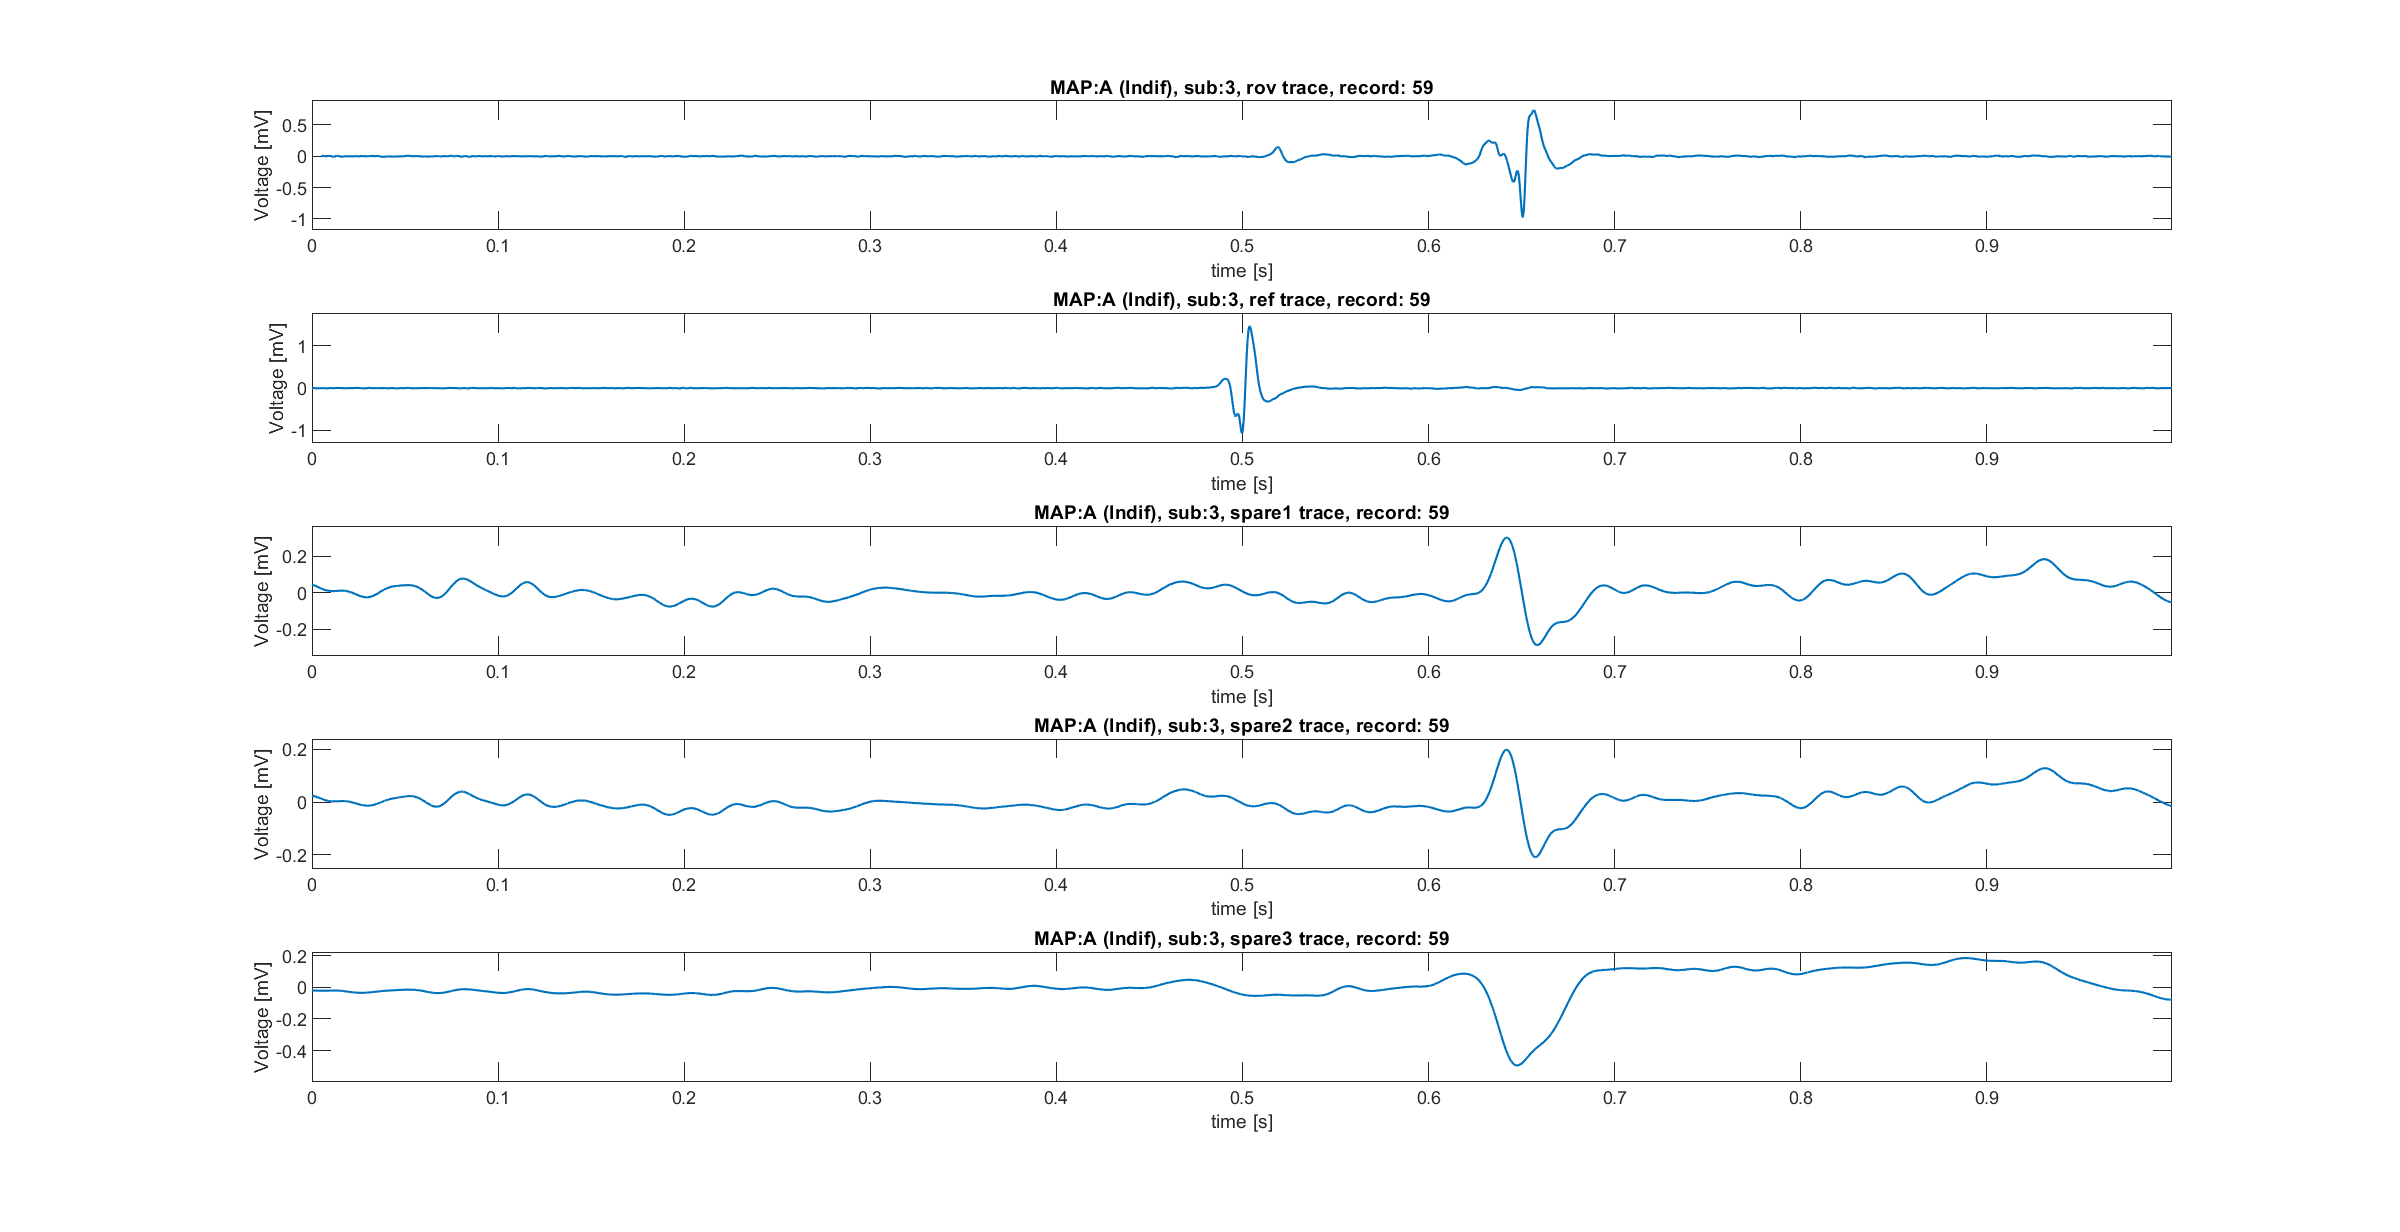 MAP:A (Indif), sub:3, rov trace, record: 59
Voltage [mV]
0.5
0
-0.5
-1
0 0.1 0.2 0.3 0.4 0.5 0.6 0.7 0.8 0.9
time [s]
MAP:A (Indif), sub:3, ref trace, record: 59
Voltage [mV]
1
0
-1
0 0.1 0.2 0.3 0.4 0.5 0.6 0.7 0.8 0.9
time [s]
MAP:A (Indif), sub:3, spare1 trace, record: 59
Voltage [mV]
0.2
0
-0.2
0 0.1 0.2 0.3 0.4 0.5 0.6 0.7 0.8 0.9
time [s]
MAP:A (Indif), sub:3, spare2 trace, record: 59
Voltage [mV]
0.2
0
-0.2
0 0.1 0.2 0.3 0.4 0.5 0.6 0.7 0.8 0.9
time [s]
MAP:A (Indif), sub:3, spare3 trace, record: 59
Voltage [mV]
0.2
0
-0.2
-0.4
0 0.1 0.2 0.3 0.4 0.5 0.6 0.7 0.8 0.9
time [s]